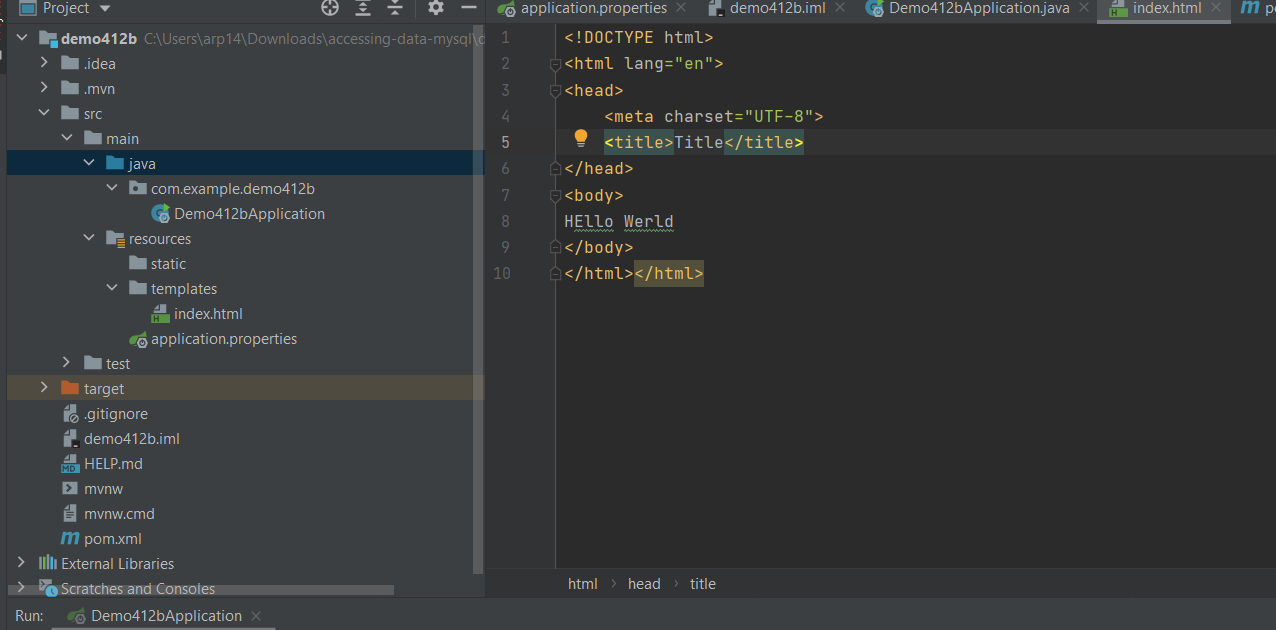 Project
demo412b C:\Users\arp14\Downloads\accessing-data-mysql\
.idea
.mvn
src
main
java
com.example.demo412b
Demo412bApplication
resources
static
templates
index.html
application.properties
test
target
.gitignore
demo412b.iml
HELP.md
mvnw
mvnw.cmd
pom.xml
External Libraries
Scratches and Consoles
application.properties demo412b.iml Demo412bApplication.java index.html
1 <!DOCTYPE html>
2 <html lang="en">
3 <head>
4 <meta charset="UTF-8">
5 <title>Title</title>
6 </head>
7 <body>
8 HEllo Werld
9 </body>
10 </html></html>
html head title
Run: Demo412bApplication